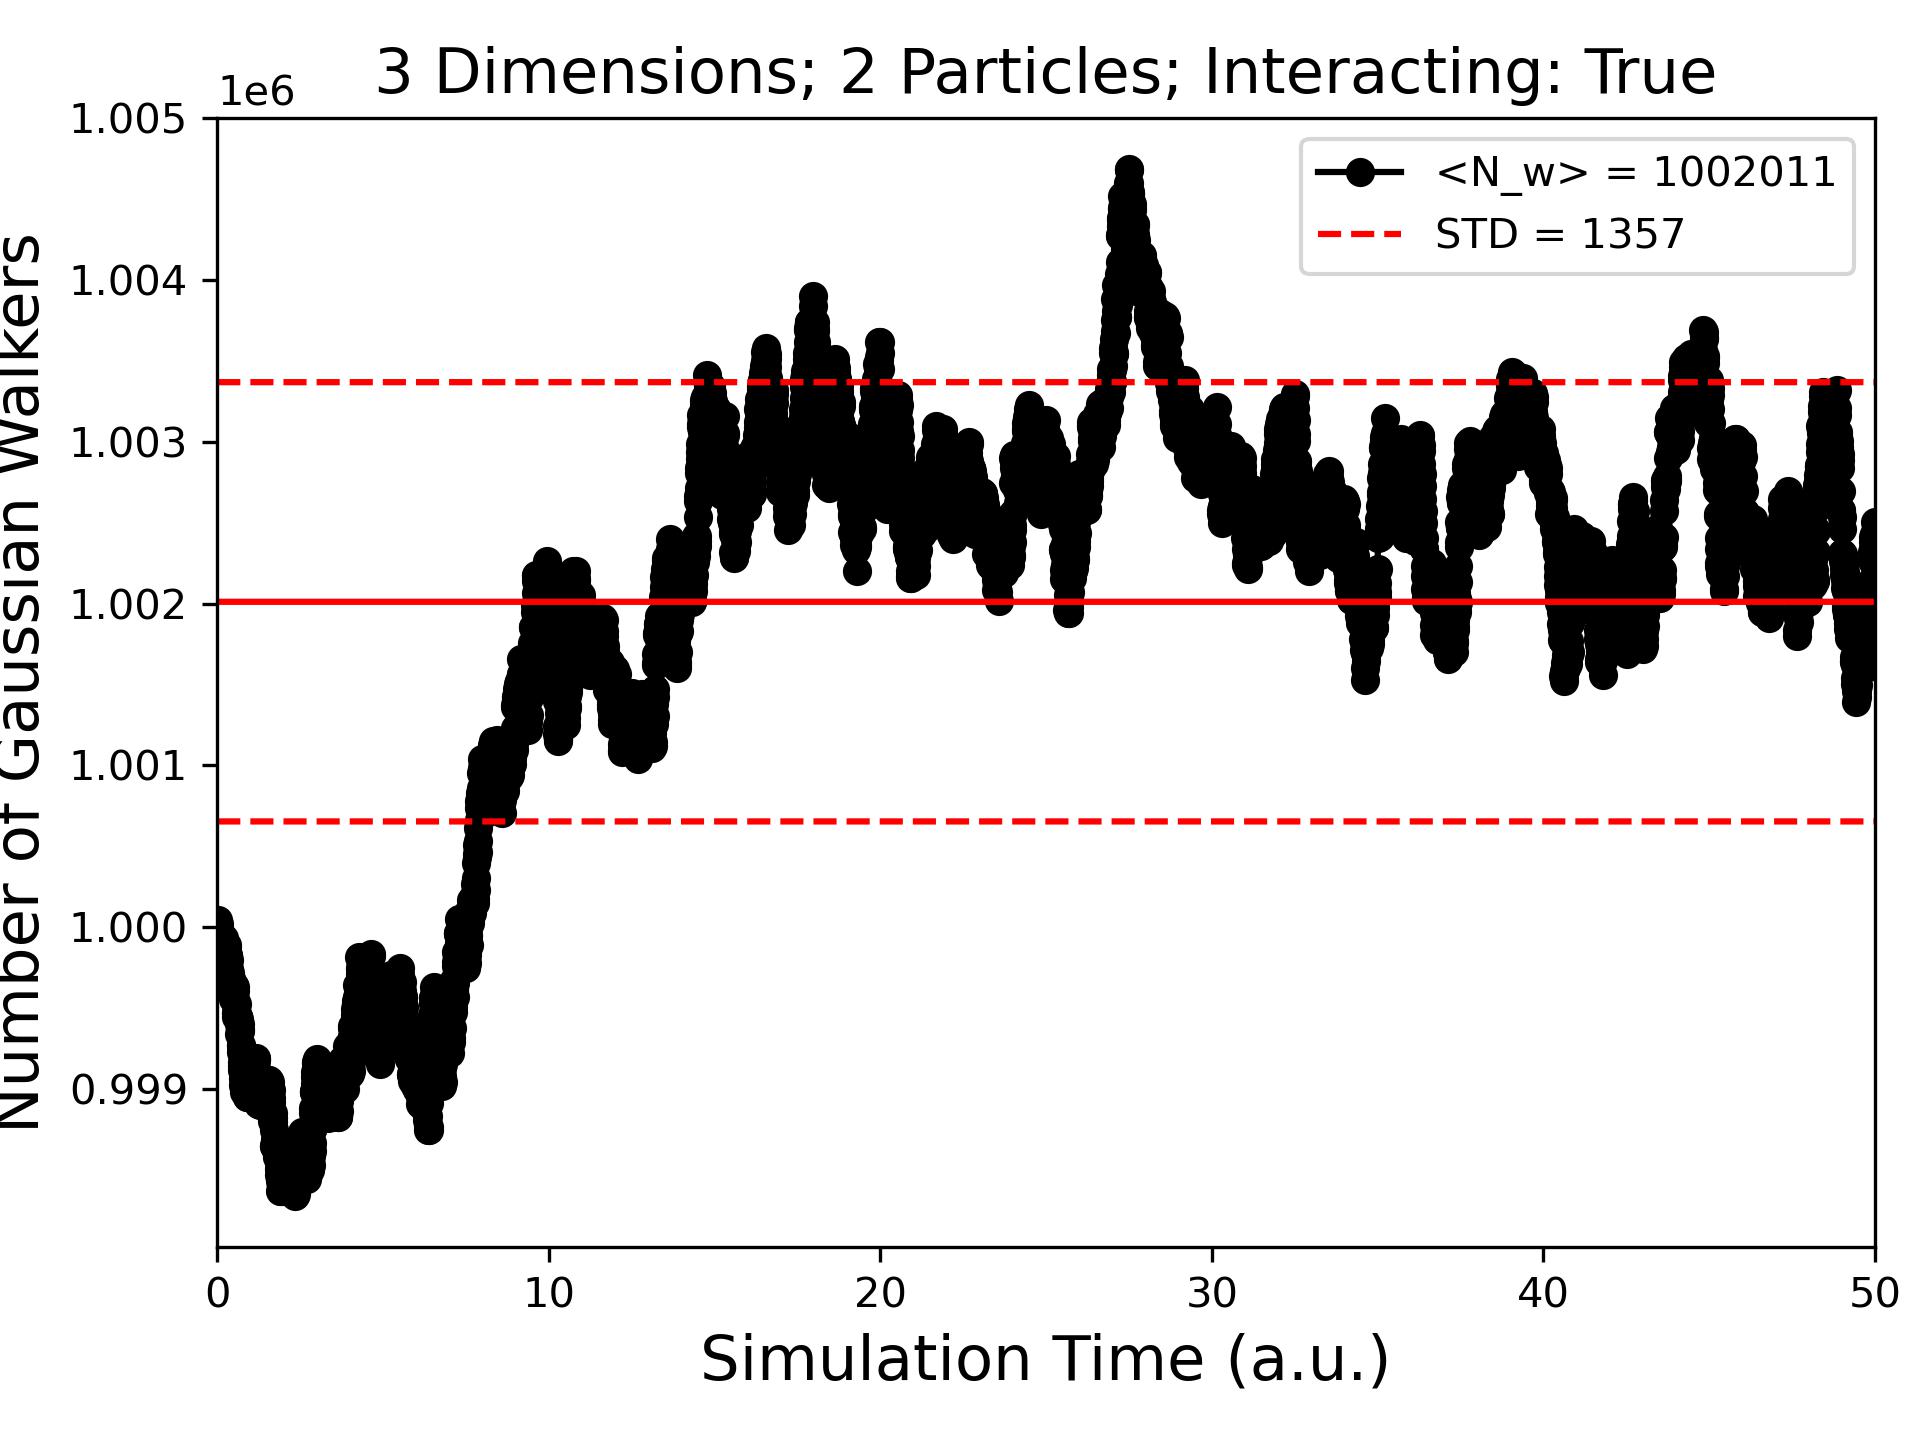 3 Dimensions; 2 Particles; Interacting: True
1e6
1.005
1.004
1.003
1.002
1.001
1.000
0.999
Number of Gaussian Walkers
<N_w> = 1002011
STD = 1357
0 10 20 30 40 50
Simulation Time (a.u.)